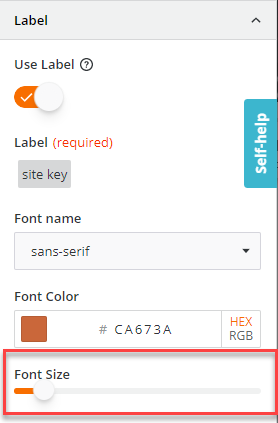 Label
Use Label ?
Label (required)
site key
Self-help
Font name
sans-serif
Font Color
# CA673A HEX
RGB
Font Size